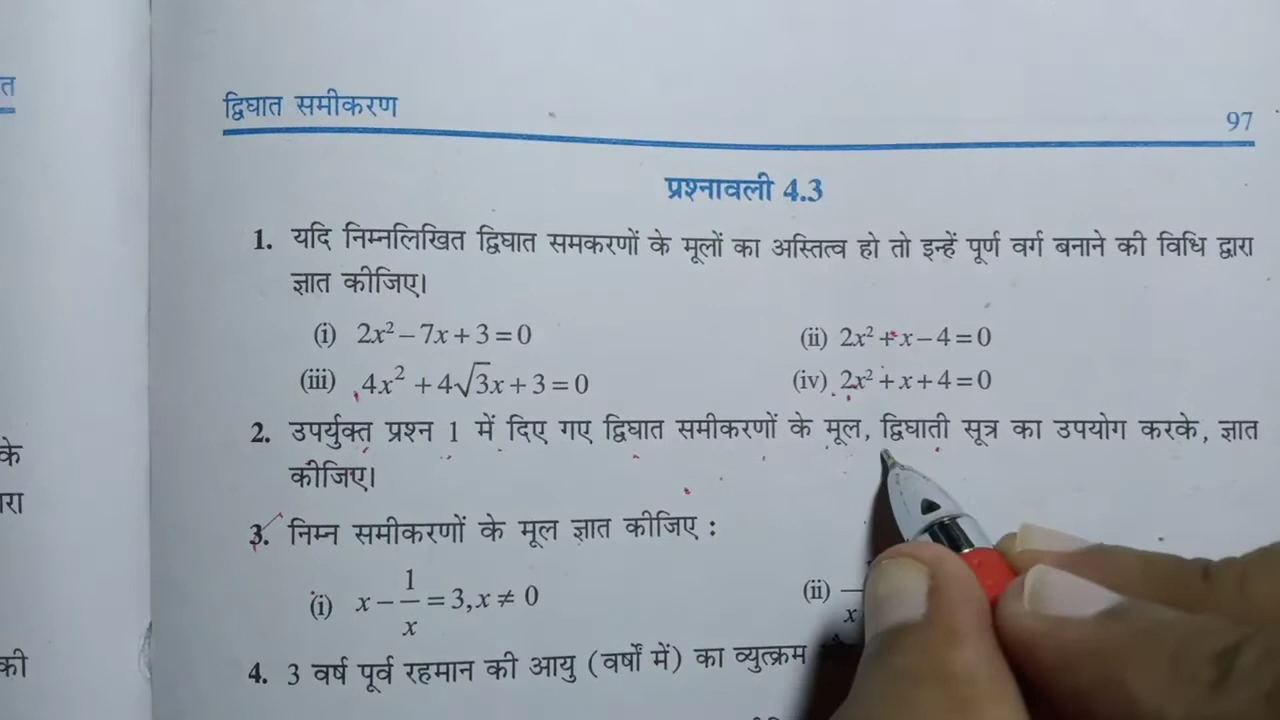 त
द्विघात समीकरण
97
प्रश्नावली 4.3
1. यदि निम्नलिखित द्विघात समकरणों के मूलों का अस्तित्व हो तो इन्हें पूर्ण वर्ग बनाने की विधि द्वारा
ज्ञात कीजिए।
(i) 2x² – 7x + 3 = 0 (ii) 2x² + x – 4 = 0
(iii) 4x² + 4√3x + 3 = 0 (iv) 2x² + x + 4 = 0
2. उपर्युक्त प्रश्न 1 में दिए गए द्विघात समीकरणों के मूल, द्विघाती सूत्र का उपयोग करके, ज्ञात
के
कीजिए।
रा
3. निम्न समीकरणों के मूल ज्ञात कीजिए :
(i) x – 1/x = 3, x ≠ 0 (ii)
4. 3 वर्ष पूर्व रहमान की आयु (वर्षों में) का व्युत्क्रम
की